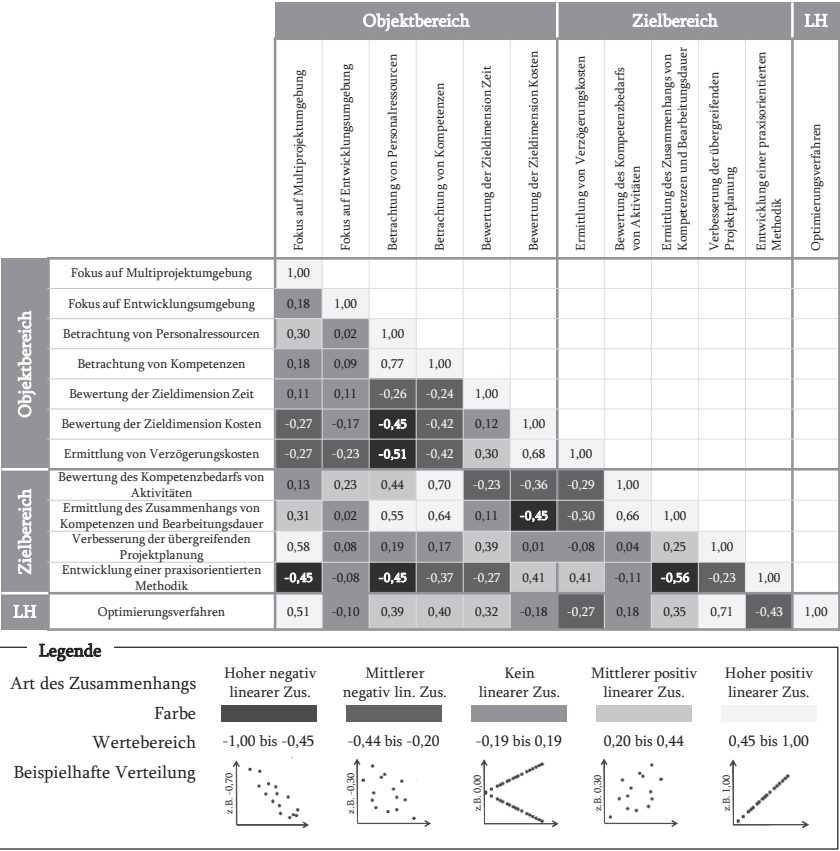 Objektbereich Zielbereich LH
Fokus auf Multiprojektumgebung
Fokus auf Entwicklungsumgebung
Betrachtung von Personalressourcen
Betrachtung von Kompetenzen
Bewertung der Zieldimension Zeit
Bewertung der Zieldimension Kosten
Ermittlung von Verzögerungskosten
Bewertung des Kompetenzbedarfs
von Aktivitäten
Ermittlung des Zusammenhangs von
Kompetenzen und Bearbeitungsdauer
Verbesserung der übergreifenden
Projektplanung
Entwicklung einer praxisorientierten
Methodik
Optimierungsverfahren
Objektbereich
Fokus auf Multiprojektumgebung 1,00
Fokus auf Entwicklungsumgebung 0,18 1,00
Betrachtung von Personalressourcen 0,30 0,02 1,00
Betrachtung von Kompetenzen 0,18 0,09 0,77 1,00
Bewertung der Zieldimension Zeit 0,11 0,11 -0,26 -0,24 1,00
Bewertung der Zieldimension Kosten -0,27 -0,17 -0,45 -0,42 0,12 1,00
Ermittlung von Verzögerungskosten -0,27 -0,23 -0,51 -0,42 0,30 0,68 1,00
Zielbereich
Bewertung des Kompetenzbedarfs von
Aktivitäten 0,13 0,23 0,44 0,70 -0,23 -0,36 -0,29 1,00
Ermittlung des Zusammenhangs von
Kompetenzen und Bearbeitungsdauer 0,31 0,02 0,55 0,64 0,11 -0,45 -0,30 0,66 1,00
Verbesserung der übergreifenden
Projektplanung 0,58 0,08 0,19 0,17 0,39 0,01 -0,08 0,04 0,25 1,00
Entwicklung einer praxisorientierten
Methodik -0,45 -0,08 -0,45 -0,37 -0,27 0,41 0,41 -0,11 -0,56 -0,23 1,00
LH Optimierungsverfahren 0,51 -0,10 0,39 0,40 0,32 -0,18 -0,27 0,18 0,35 0,71 -0,43 1,00
Legende
Art des Zusammenhangs
Hoher negativ
linearer Zus.
Mittlerer
negativ lin. Zus.
Kein
linearer Zus.
Mittlerer positiv
linearer Zus.
Hoher positiv
linearer Zus.
Farbe
Wertebereich -1,00 bis -0,45 -0,44 bis -0,20 -0,19 bis 0,19 0,20 bis 0,44 0,45 bis 1,00
Beispielhafte Verteilung
z.B. -0,70
z.B. -0,30
z.B. 0,00
z.B. 0,30
z.B. 1,00